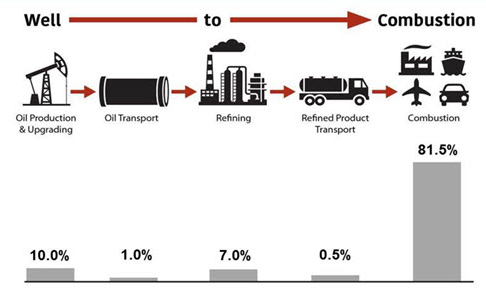 Well to Combustion
Oil Production
& Upgrading
Oil Transport
Refining
Refined Product
Transport
Combustion
10.0%
1.0%
7.0%
0.5%
81.5%